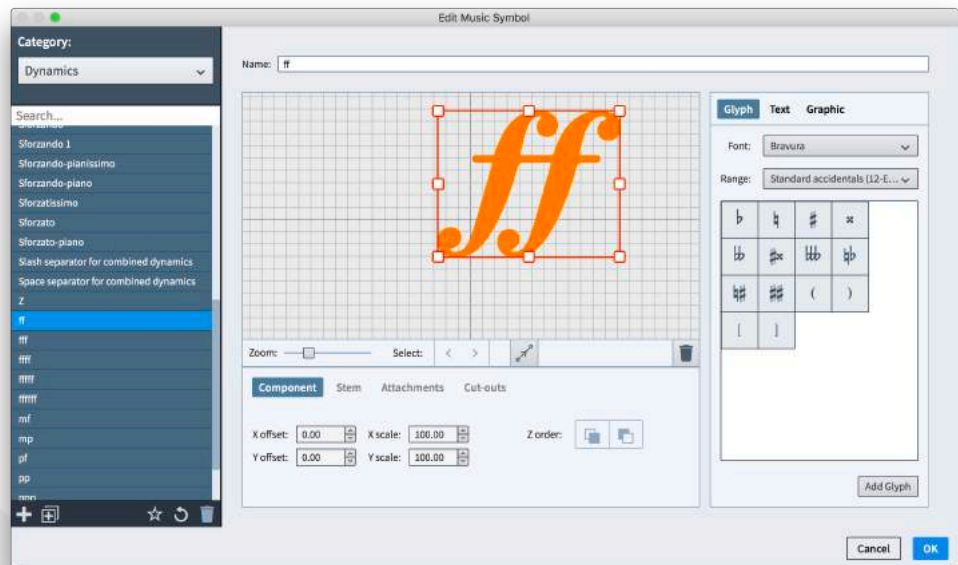 Edit Music Symbol
Category:
Dynamics
Search...
Sforzando
Sforzando 1
Sforzando-pianissimo
Sforzando-piano
Sforzatissimo
Sforzato
Sforzato-piano
Slash separator for combined dynamics
Space separator for combined dynamics
Z
ff
fff
ffff
fffff
ffffff
mf
mp
pf
pp
ppp
Name: ff
ff
Zoom: Select: < >
Component Stem Attachments Cut-outs
X offset: 0.00 X scale: 100.00 Z order:
Y offset: 0.00 Y scale: 100.00
Glyph Text Graphic
Font: Bravura
Range: Standard accidentals (12-E...
( )
[ ]
Add Glyph
Cancel OK